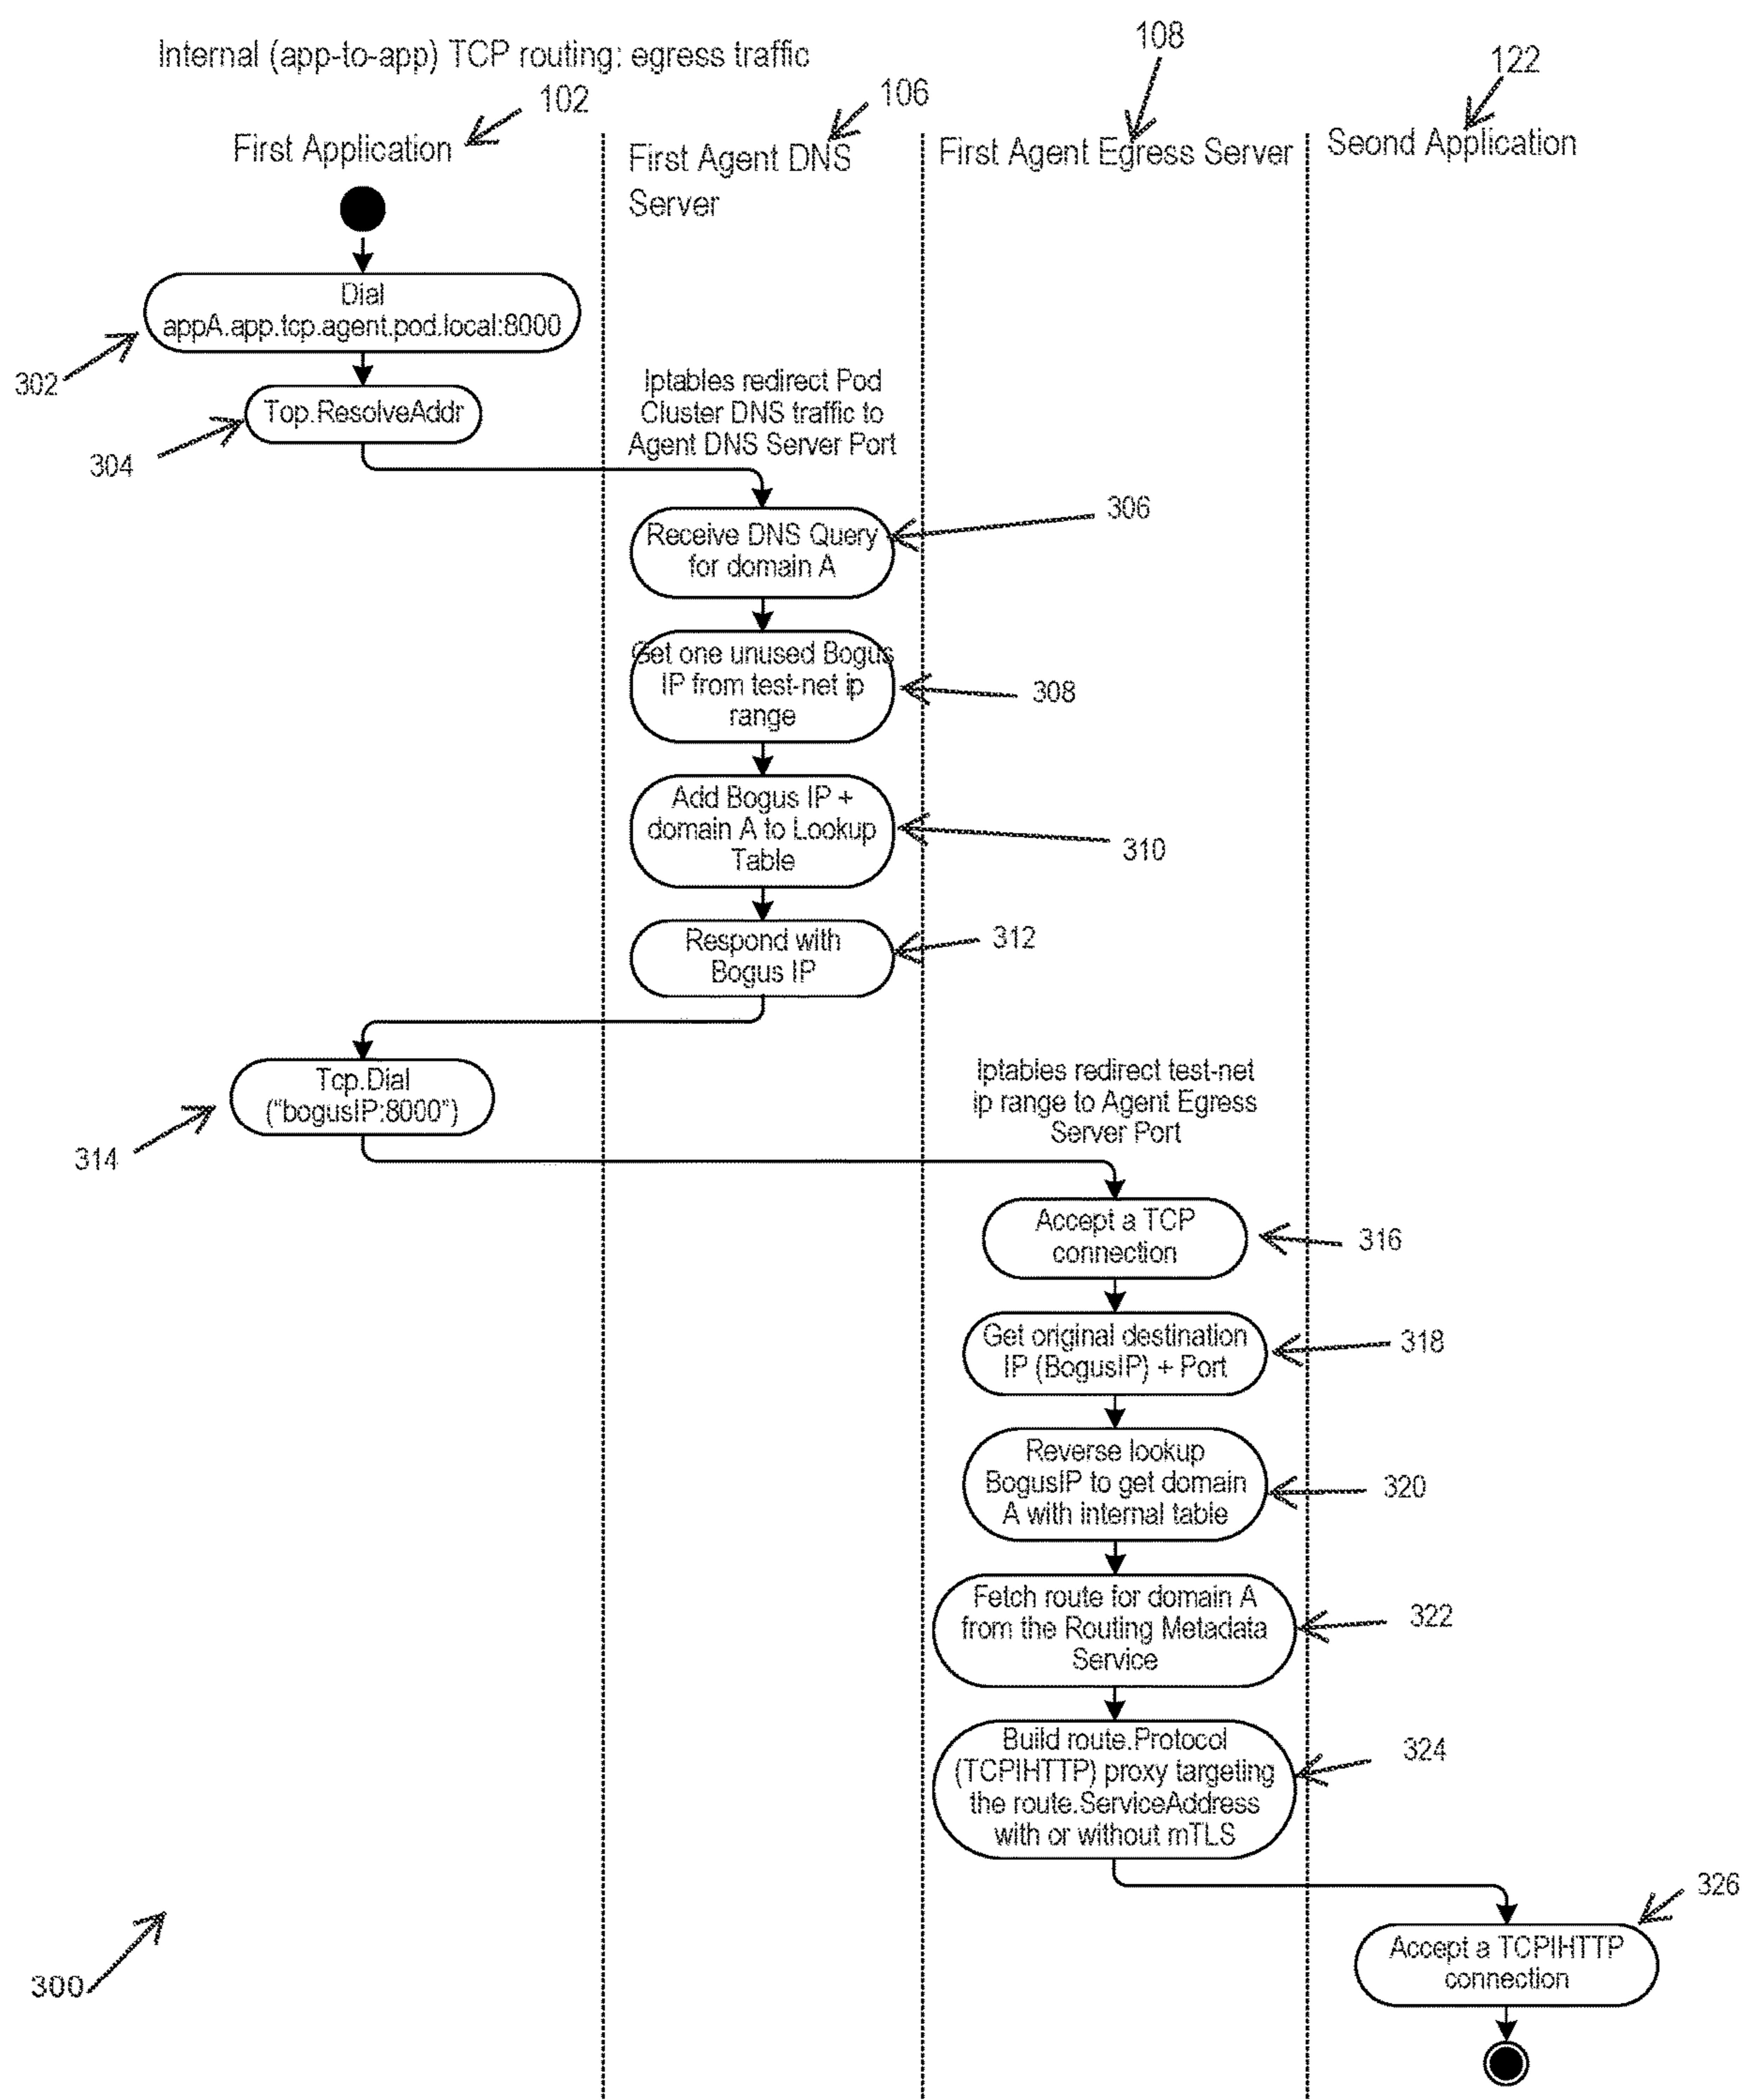 Internal (app-to-app) TCP routing: egress traffic
108
122
102
106
First Application
First Agent DNS
Server
First Agent Egress Server
Seond Application
Dial
appA.app.tcp.agent.pod.local:8000
302
Top.ResolveAddr
304
Iptables redirect Pod
Cluster DNS traffic to
Agent DNS Server Port
Receive DNS Query
for domain A
306
Get one unused Bogus
IP from test-net ip
range
308
Add Bogus IP +
domain A to Lookup
Table
310
Respond with
Bogus IP
312
Tcp.Dial
("bogusIP:8000")
314
Iptables redirect test-net
ip range to Agent Egress
Server Port
Accept a TCP
connection
316
Get original destination
IP (BogusIP) + Port
318
Reverse lookup
BogusIP to get domain
A with internal table
320
Fetch route for domain A
from the Routing Metadata
Service
322
Build route.Protocol
(TCPIHTTP) proxy targeting
the route.ServiceAddress
with or without mTLS
324
Accept a TCPIHTTP
connection
326
300